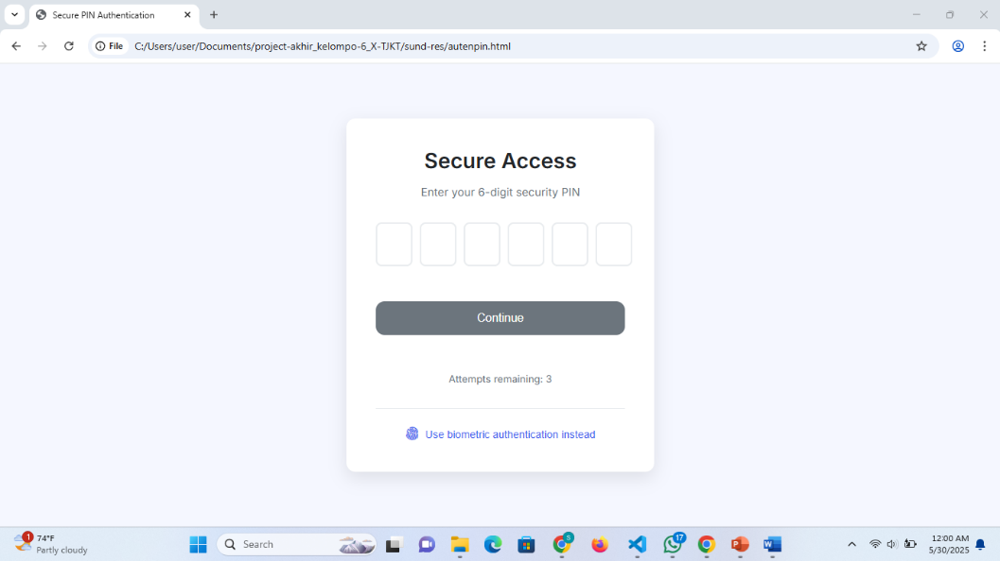 Secure PIN Authentication
File
C:/Users/user/Documents/project-akhir_kelompo-6_X-TJKT/sund-res/autenpin.html
Secure Access
Enter your 6-digit security PIN
Continue
Attempts remaining: 3
Use biometric authentication instead
1
74°F
Partly cloudy
Search
S
17
P
W
12:00 AM
5/30/2025